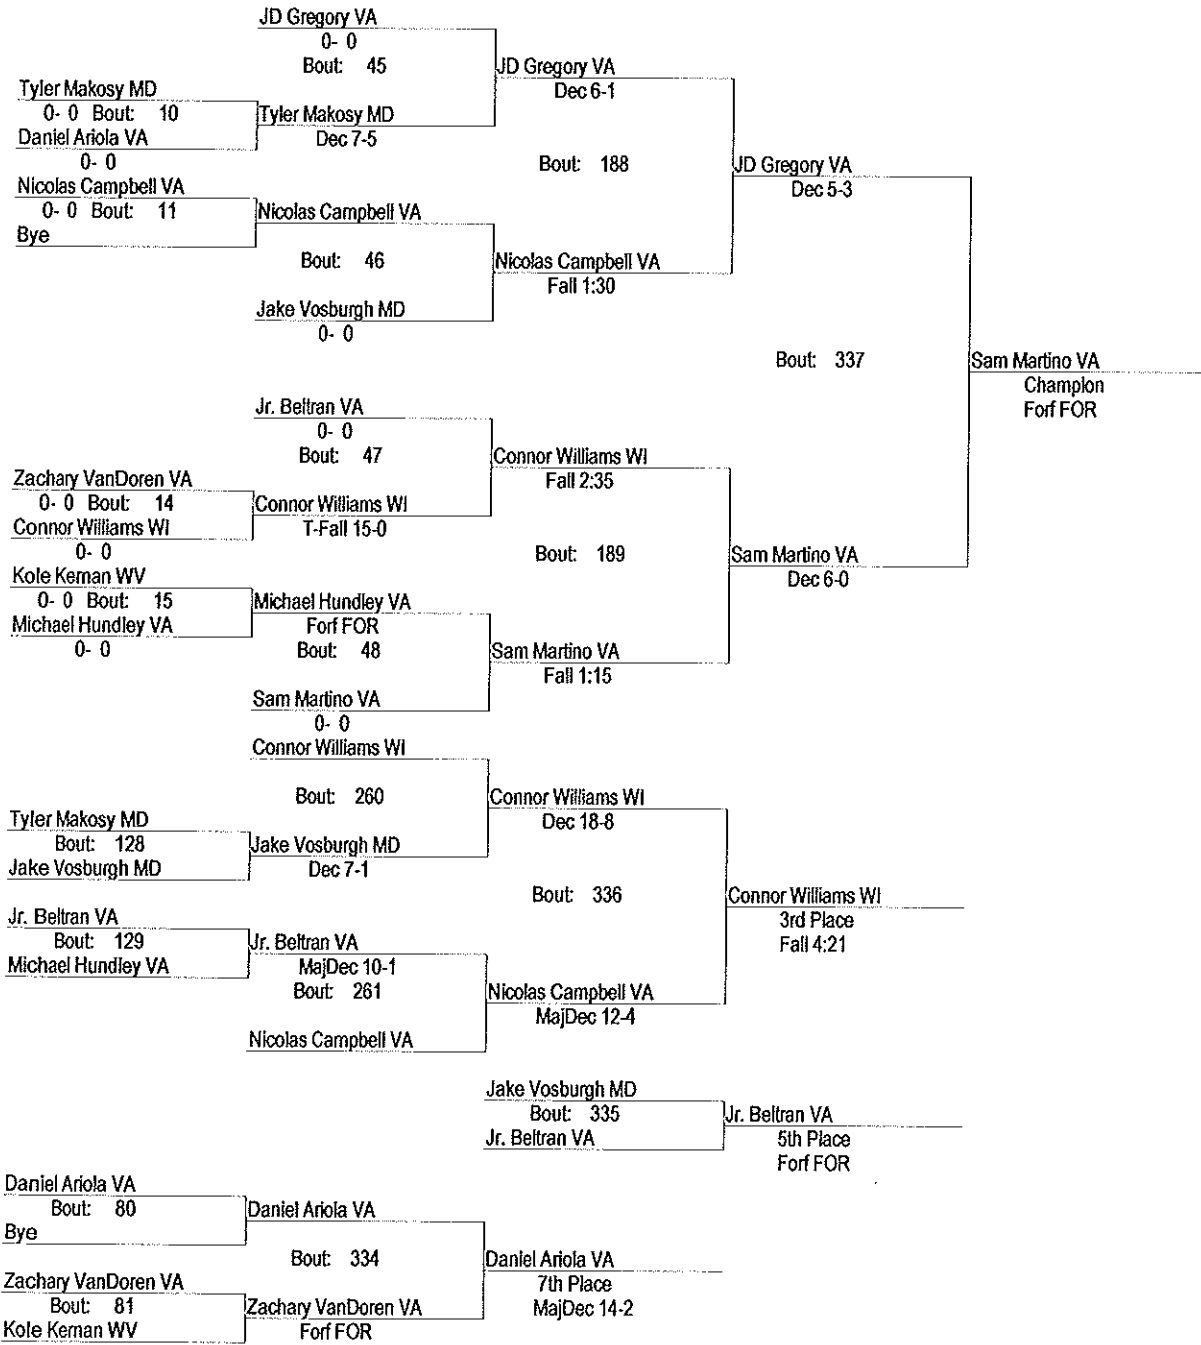 JD Gregory VA
0- 0
Bout: 45
JD Gregory VA
Dec 6-1
Tyler Makosy MD
0- 0 Bout: 10
Tyler Makosy MD
Dec 7-5
Daniel Ariola VA
0- 0
Bout: 188
JD Gregory VA
Dec 5-3
Nicolas Campbell VA
0- 0 Bout: 11
Nicolas Campbell VA
Bye
Bout: 46
Nicolas Campbell VA
Fall 1:30
Jake Vosburgh MD
0- 0
Bout: 337
Sam Martino VA
Champion
Forf FOR
Jr. Beltran VA
0- 0
Bout: 47
Connor Williams WI
Fall 2:35
Zachary VanDoren VA
0- 0 Bout: 14
Connor Williams WI
T-Fall 15-0
Connor Williams WI
0- 0
Bout: 189
Sam Martino VA
Dec 6-0
Kole Kernan WV
0- 0 Bout: 15
Michael Hundley VA
Forf FOR
Michael Hundley VA
0- 0
Bout: 48
Sam Martino VA
Fall 1:15
Sam Martino VA
0- 0
Connor Williams WI
Bout: 260
Connor Williams WI
Dec 18-8
Tyler Makosy MD
Bout: 128
Jake Vosburgh MD
Dec 7-1
Jake Vosburgh MD
Bout: 336
Connor Williams WI
3rd Place
Fall 4:21
Jr. Beltran VA
Bout: 129
Jr. Beltran VA
MajDec 10-1
Michael Hundley VA
Bout: 261
Nicolas Campbell VA
MajDec 12-4
Nicolas Campbell VA
Jake Vosburgh MD
Bout: 335
Jr. Beltran VA
5th Place
Forf FOR
Jr. Beltran VA
Daniel Ariola VA
Bout: 80
Daniel Ariola VA
Bye
Bout: 334
Daniel Ariola VA
7th Place
MajDec 14-2
Zachary VanDoren VA
Bout: 81
Zachary VanDoren VA
Forf FOR
Kole Kernan WV